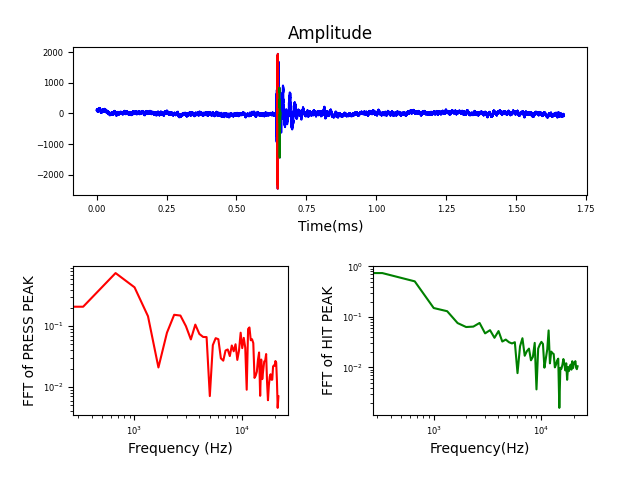 Amplitude
2000
1000
0
−1000
−2000
0.00 0.25 0.50 0.75 1.00 1.25 1.50 1.75
Time(ms)
FFT of PRESS PEAK
10⁻¹
10⁻²
10³ 10⁴
Frequency (Hz)
FFT of HIT PEAK
10⁰
10⁻¹
10⁻²
10³ 10⁴
Frequency(Hz)